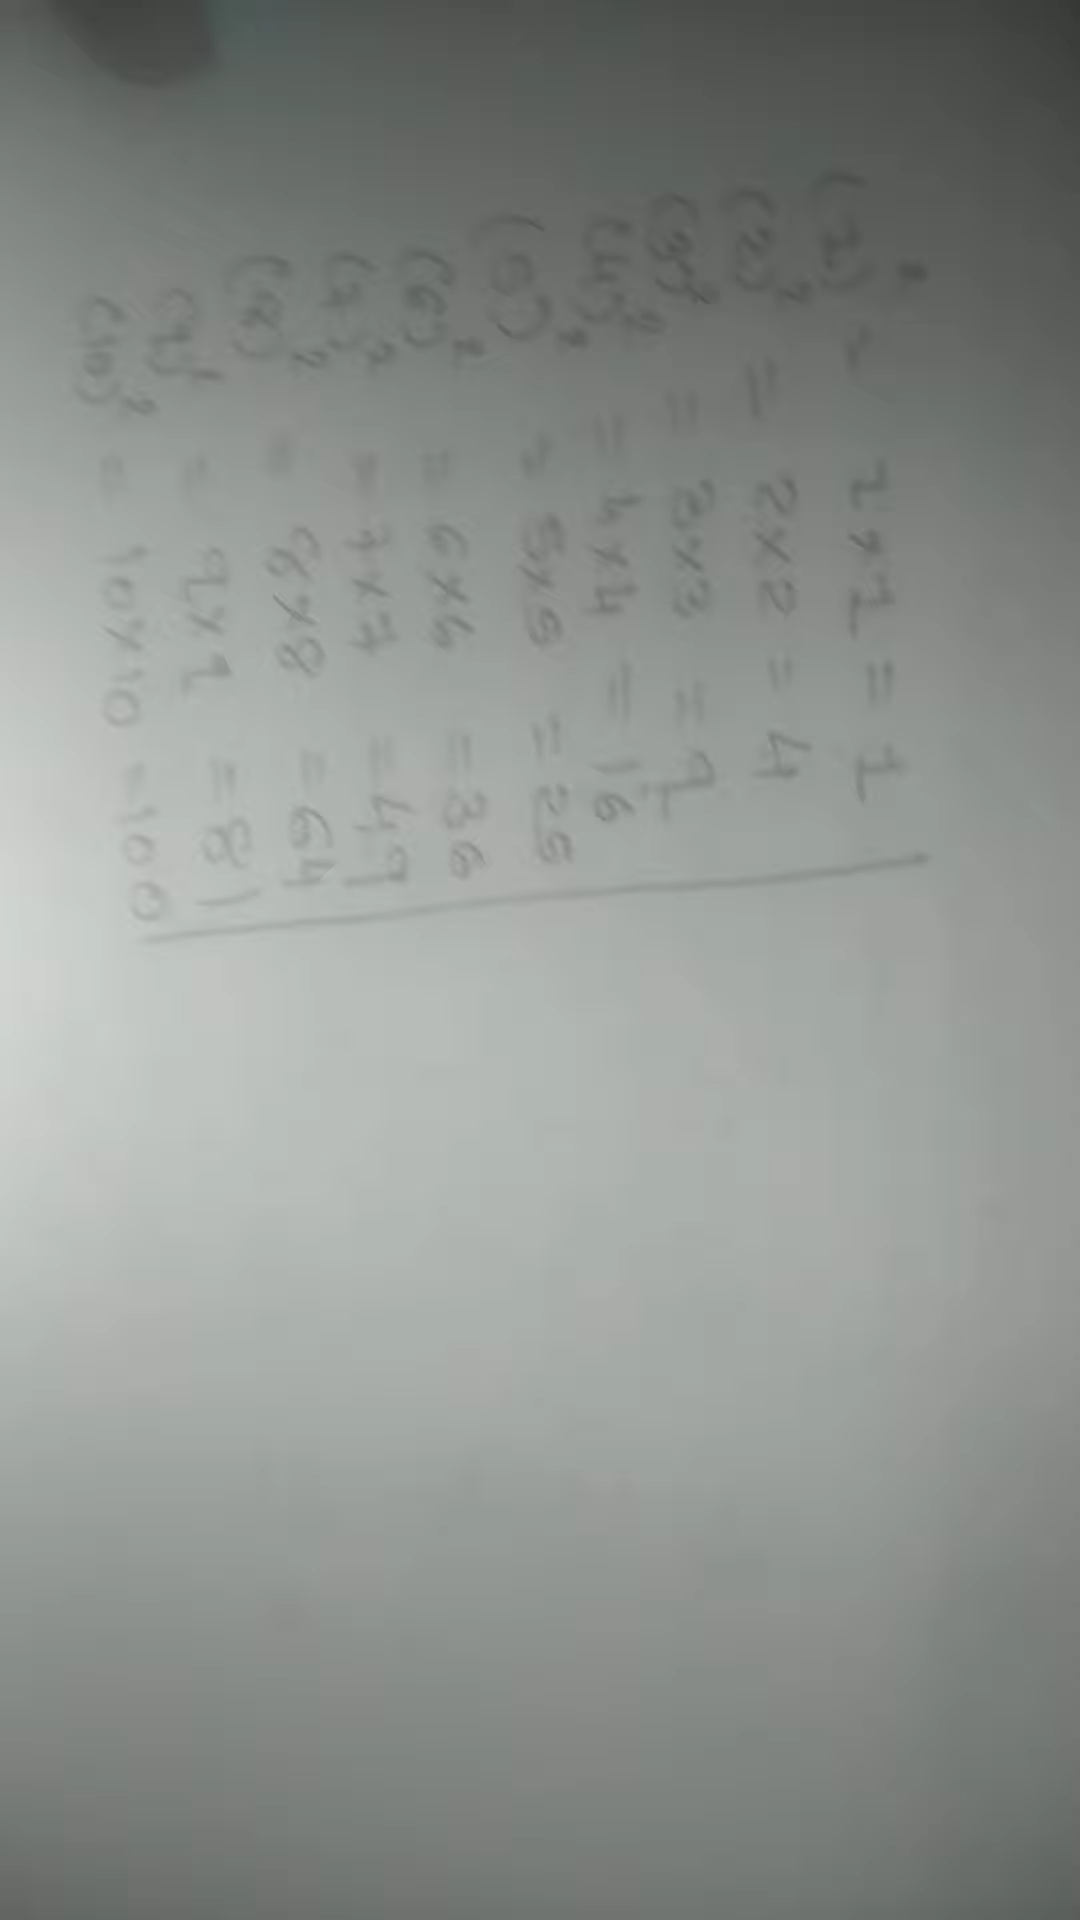 (1)² = 1×1 = 1
(2)² = 2×2 = 4
(3)² = 3×3 = 9
(4)² = 4×4 = 16
(5)² = 5×5 = 25
(6)² = 6×6 = 36
(7)² = 7×7 = 49
(8)² = 8×8 = 64
(9)² = 9×9 = 81
(10)² = 10×10 = 100